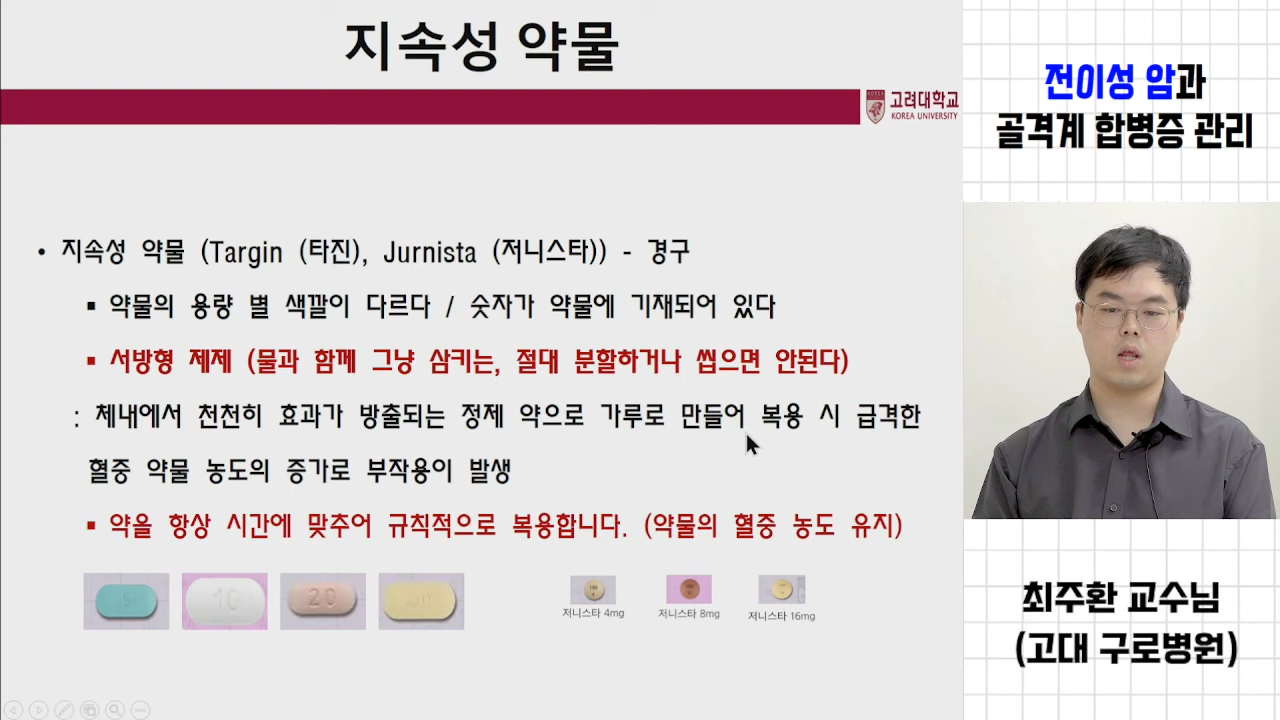 지속성 약물
고려대학교
KOREA UNIVERSITY
전이성 암과
골격계 합병증 관리
• 지속성 약물 (Targin (타진), Jurnista (저니스타)) - 경구
▪ 약물의 용량 별 색깔이 다르다 / 숫자가 약물에 기재되어 있다
▪ 서방형 제제 (물과 함께 그냥 삼키는, 절대 분할하거나 씹으면 안된다)
: 체내에서 천천히 효과가 방출되는 정제 약으로 가루로 만들어 복용 시 급격한
혈중 약물 농도의 증가로 부작용이 발생
▪ 약을 항상 시간에 맞추어 규칙적으로 복용합니다. (약물의 혈중 농도 유지)
5 10 20
저니스타 4mg 저니스타 8mg 저니스타 16mg
최주환 교수님
(고대 구로병원)